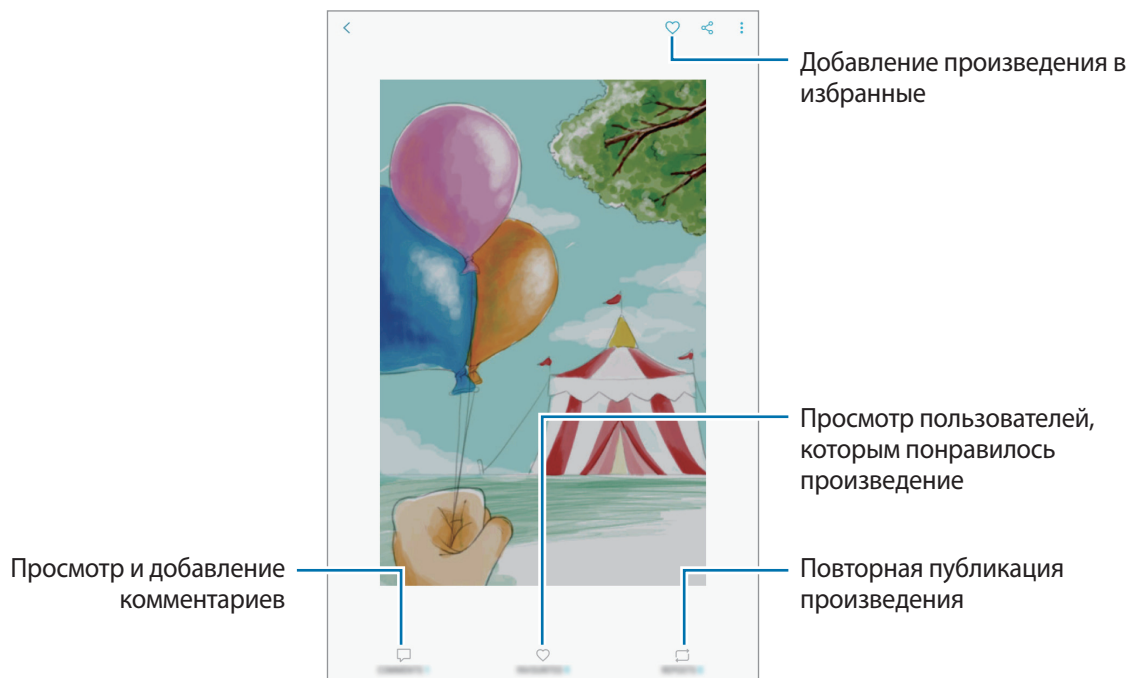 Добавление произведения в
избранные
Просмотр пользователей,
которым понравилось
произведение
Просмотр и добавление
комментариев
Повторная публикация
произведения